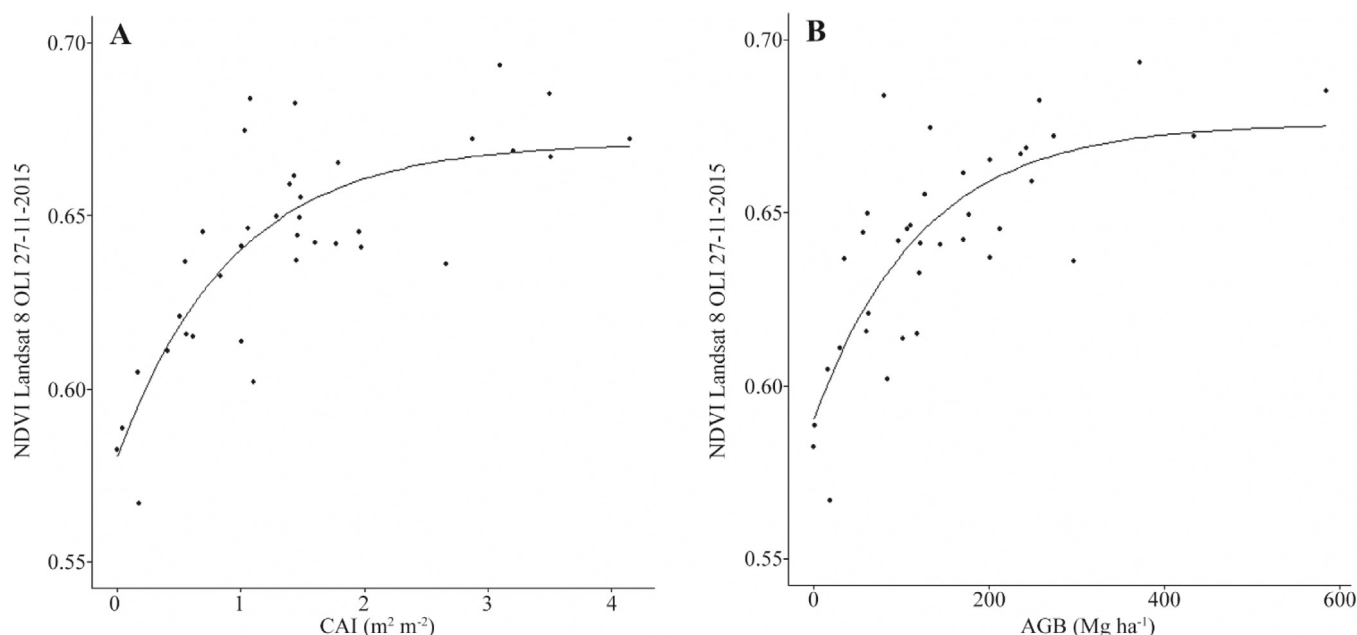 A
NDVI Landsat 8 OLI 27-11-2015
0.70
0.65
0.60
0.55
0 1 2 3 4
CAI (m² m⁻²)
B
NDVI Landsat 8 OLI 27-11-2015
0.70
0.65
0.60
0.55
0 200 400 600
AGB (Mg ha⁻¹)